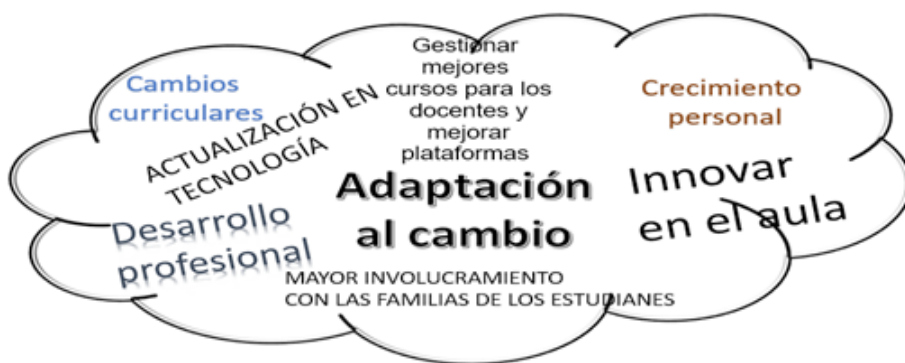 Cambios
curriculares
ACTUALIZACIÓN EN
TECNOLOGÍA
Gestionar
mejores
cursos para los
docentes y
mejorar
plataformas
Crecimiento
personal
Desarrollo
profesional
Adaptación
al cambio
Innovar
en el aula
MAYOR INVOLUCRAMIENTO
CON LAS FAMILIAS DE LOS ESTUDIANES